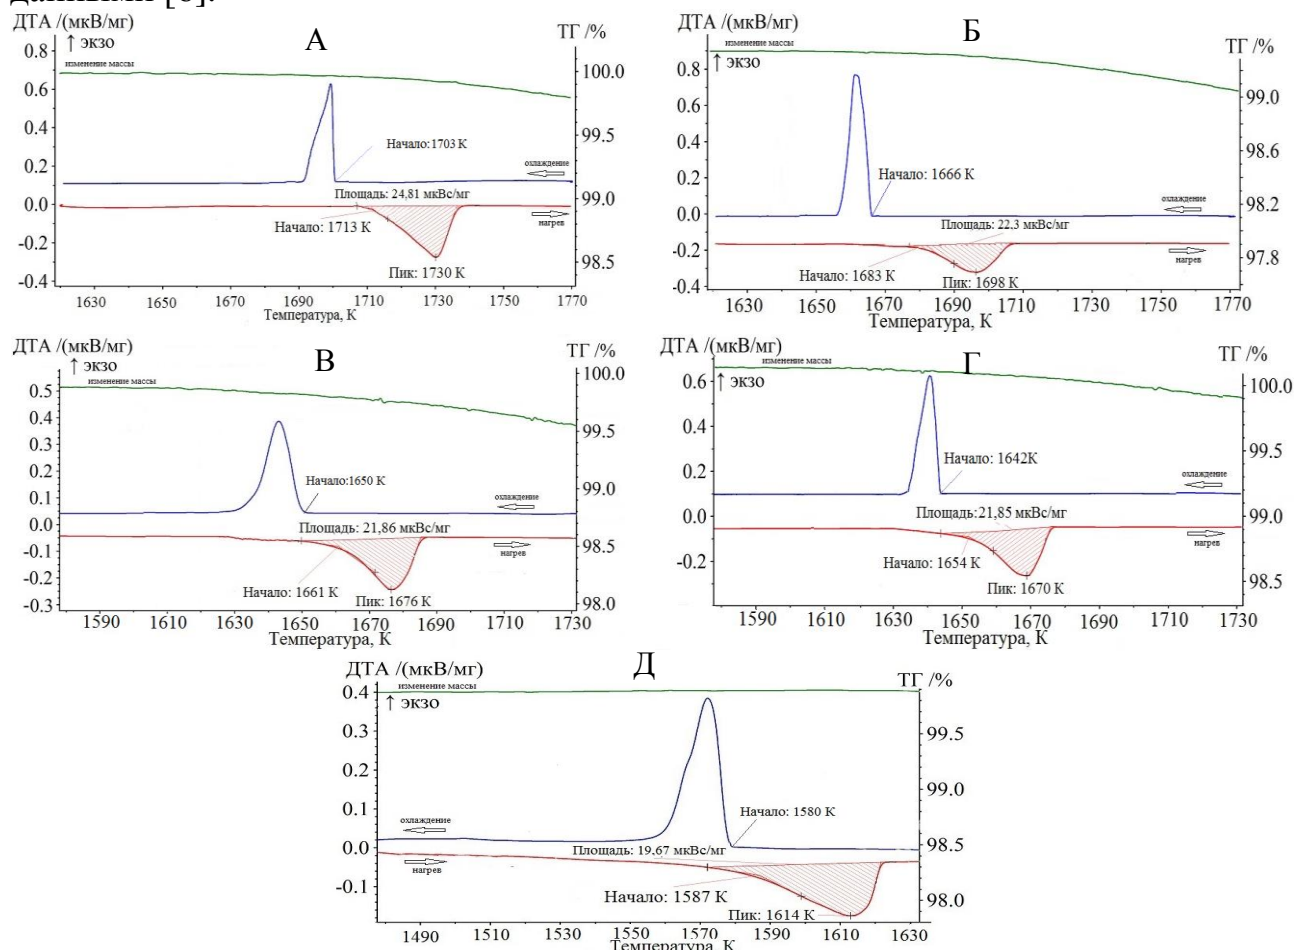 данными [6].
ДТА /(мкВ/мг)
А
ТГ /%
↑ экзо
изменение массы
0.8
0.6
0.4
0.2
0.0
-0.2
-0.4
100.0
99.5
99.0
98.5
Начало:1703 К
охлаждение
Площадь: 24,81 мкВс/мг
Начало: 1713 К
нагрев
Пик: 1730 К
1630 1650 1670 1690 1710 1730 1750 1770
Температура, К
ДТА /(мкВ/мг)
Б
ТГ /%
изменение массы
↑ экзо
0.8
0.6
0.4
0.2
0.0
-0.2
-0.4
99.0
98.6
98.2
97.8
Начало: 1666 К
охлаждение
Площадь: 22.3 мкВс/мг
нагрев
Начало: 1683 К
Пик: 1698 К
1630 1650 1670 1690 1710 1730 1750 1770
Температура, К
ДТА /(мкВ/мг)
В
ТГ /%
↑ экзо
изменение массы
0.5
0.4
0.3
0.2
0.1
0.0
-0.1
-0.2
-0.3
100.0
99.5
99.0
98.5
98.0
Начало:1650 К
охлаждение
Площадь: 21,86 мкВс/мг
нагрев
Начало: 1661 К
Пик: 1676 К
1590 1610 1630 1650 1670 1690 1710 1730
Температура, К
ДТА /(мкВ/мг)
Г
ТГ /%
изменение массы
↑ экзо
0.6
0.4
0.2
0.0
-0.2
100.0
99.5
99.0
98.5
Начало: 1642К
охлаждение
Площадь:21,85 мкВс/мг
нагрев
Начало: 1654 К
Пик: 1670 К
1590 1610 1630 1650 1670 1690 1710 1730
Температура, К
ДТА /(мкВ/мг)
Д
ТГ /%
изменение массы
↑ экзо
0.4
0.3
0.2
0.1
0.0
-0.1
99.5
99.0
98.5
98.0
Начало: 1580 К
охлаждение
Площадь: 19.67 мкВс/мг
нагрев
Начало: 1587 К
Пик: 1614 К
1490 1510 1530 1550 1570 1590 1610 1630
Температура, К